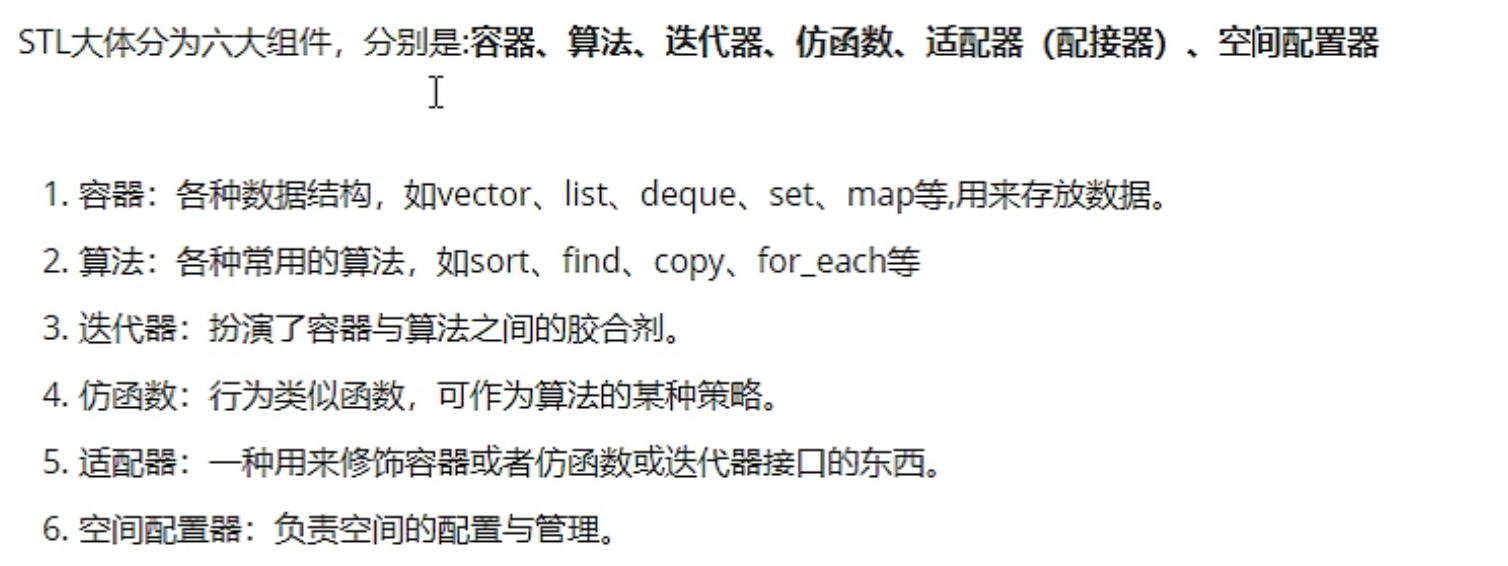 STL大体分为六大组件，分别是:容器、算法、迭代器、仿函数、适配器（配接器）、空间配置器
1. 容器：各种数据结构，如vector、list、deque、set、map等,用来存放数据。
2. 算法：各种常用的算法，如sort、find、copy、for_each等
3. 迭代器：扮演了容器与算法之间的胶合剂。
4. 仿函数：行为类似函数，可作为算法的某种策略。
5. 适配器：一种用来修饰容器或者仿函数或迭代器接口的东西。
6. 空间配置器：负责空间的配置与管理。